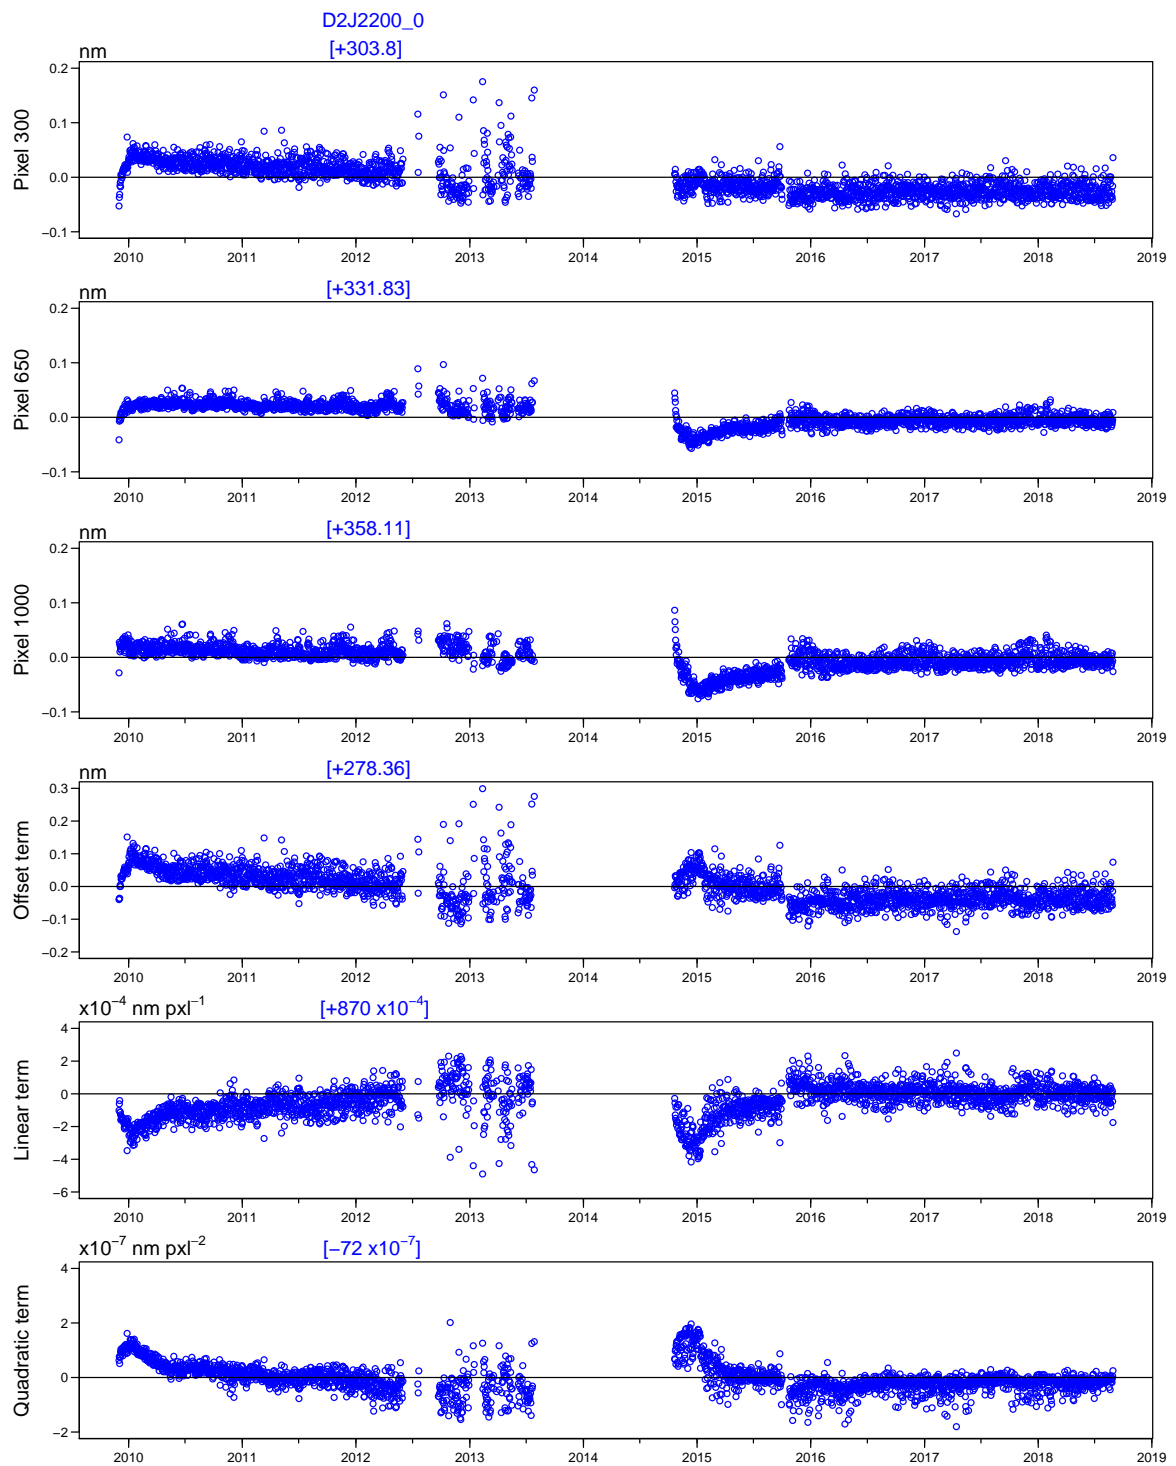 D2J2200_0
nm [+303.8]
Pixel 300
0.2
0.1
0.0
−0.1
2010 2011 2012 2013 2014 2015 2016 2017 2018 2019
nm [+331.83]
Pixel 650
0.2
0.1
0.0
−0.1
2010 2011 2012 2013 2014 2015 2016 2017 2018 2019
nm [+358.11]
Pixel 1000
0.2
0.1
0.0
−0.1
2010 2011 2012 2013 2014 2015 2016 2017 2018 2019
nm [+278.36]
Offset term
0.3
0.2
0.1
0.0
−0.1
−0.2
2010 2011 2012 2013 2014 2015 2016 2017 2018 2019
x10⁻⁴ nm pxl⁻¹ [+870 x10⁻⁴]
Linear term
4
2
0
−2
−4
−6
2010 2011 2012 2013 2014 2015 2016 2017 2018 2019
x10⁻⁷ nm pxl⁻² [−72 x10⁻⁷]
Quadratic term
4
2
0
−2
2010 2011 2012 2013 2014 2015 2016 2017 2018 2019